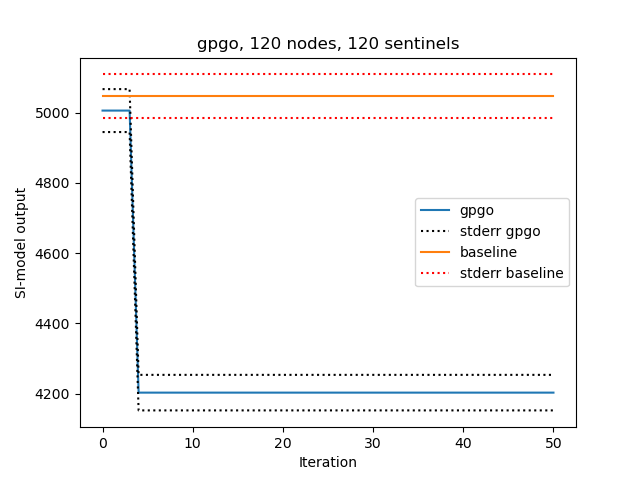 gpgo, 120 nodes, 120 sentinels
SI-model output
5000
4800
4600
4400
4200
gpgo
stderr gpgo
baseline
stderr baseline
0
10
20
30
40
50
Iteration